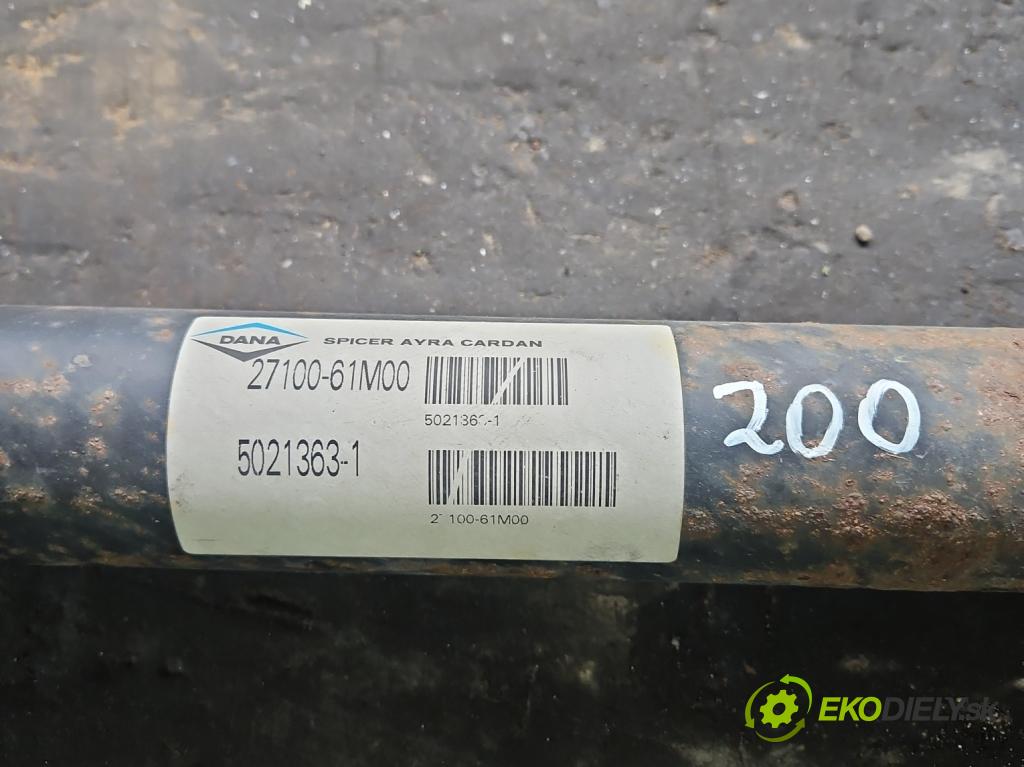 DANA
SPICER AYRA CARDAN
27100-61M00
5021363-1
5021363-1
27100-61M00
200
EKODIELY.sk